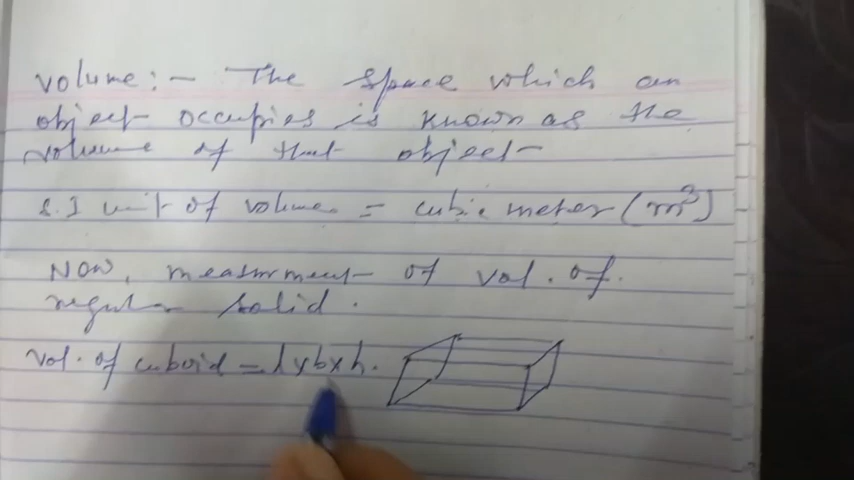 volume:- The space which an
object occupies is known as the
volume of that object
S.I unit of volume = cubic meter (m³)
Now, measurment of vol. of.
regular solid.
vol. of cuboid = l x b x h.